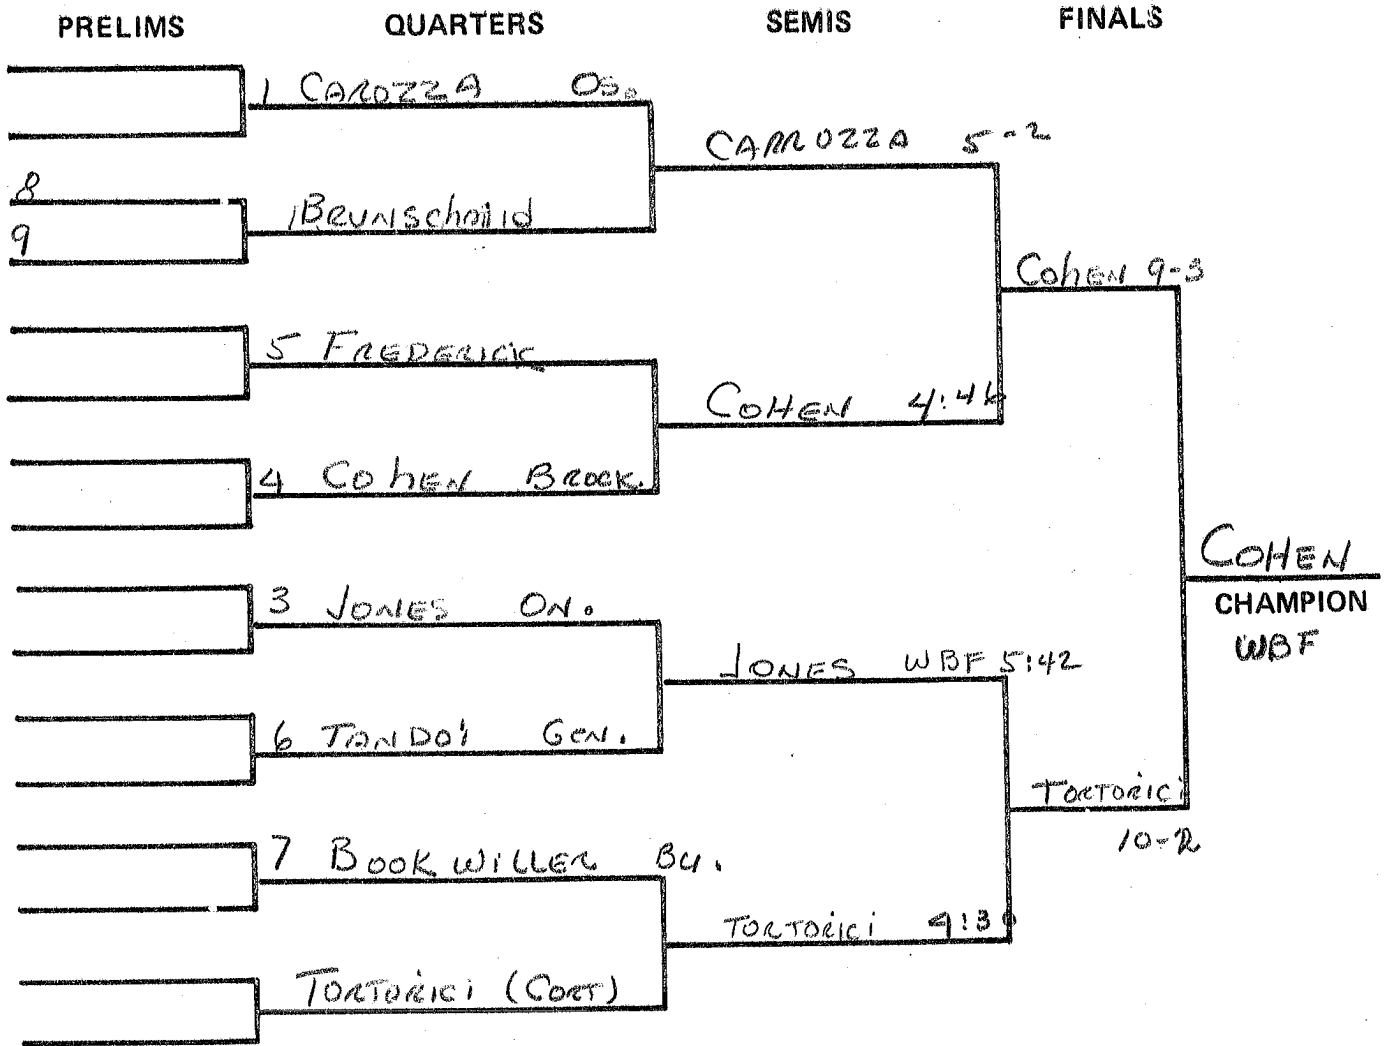 PRELIMS QUARTERS SEMIS FINALS
1 CAROZZA OS.
CARROZZA 5-2
8
BRUNSchmid
9
COhEN 9-3
5 FREDERICK
COHEN 4:46
4 COhEN BROCK.
COHEN
CHAMPION
WBF
3 JONES ON.
JONES WBF 5:42
6 TANDOi GEN.
TORTORiCi
10-2
7 BOOKWiLLER BU.
TORTORiCi 4:30
TORTORiCi (CORT)